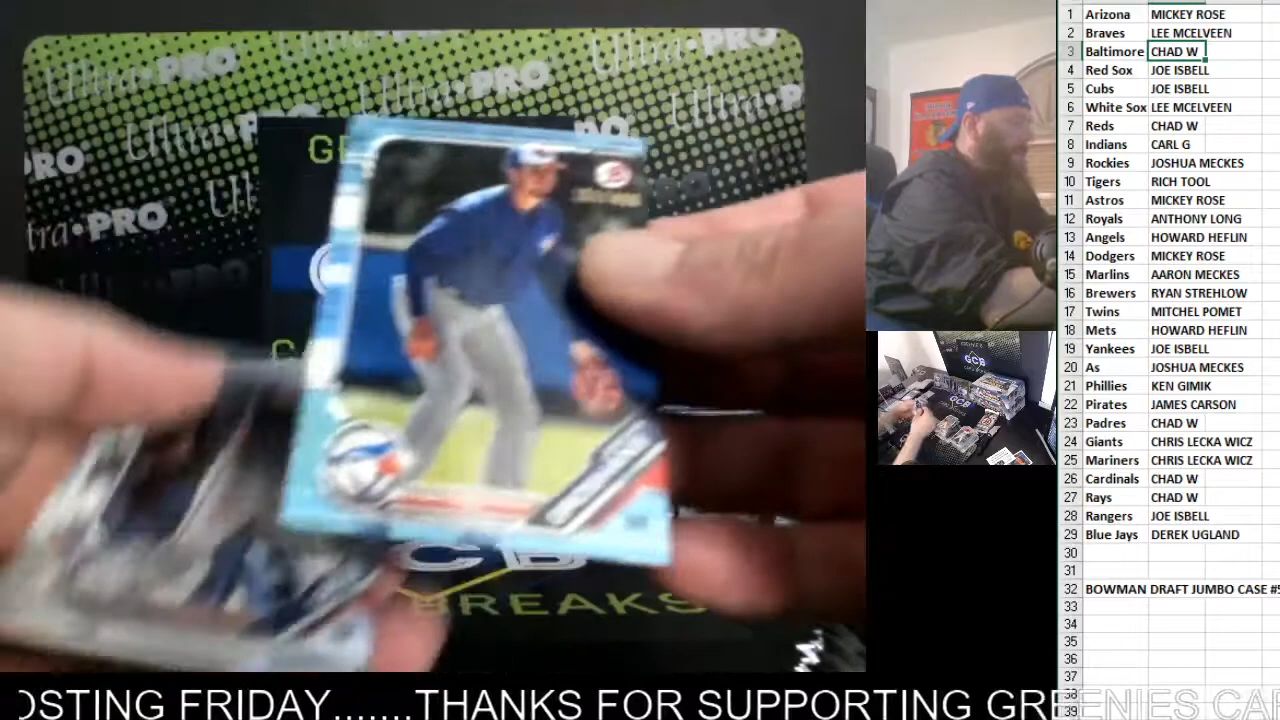 Ultra•PRO
Ultra•PRO
Ultra•PRO
PRO
tra•PRO
GCB
CB
BREAKS
1 Arizona MICKEY ROSE
2 Braves LEE MCELVEEN
3 Baltimore CHAD W
4 Red Sox JOE ISBELL
5 Cubs JOE ISBELL
6 White Sox LEE MCELVEEN
7 Reds CHAD W
8 Indians CARL G
9 Rockies JOSHUA MECKES
10 Tigers RICH TOOL
11 Astros MICKEY ROSE
12 Royals ANTHONY LONG
13 Angels HOWARD HEFLIN
14 Dodgers MICKEY ROSE
15 Marlins AARON MECKES
16 Brewers RYAN STREHLOW
17 Twins MITCHEL POMET
18 Mets HOWARD HEFLIN
19 Yankees JOE ISBELL
20 As JOSHUA MECKES
21 Phillies KEN GIMIK
22 Pirates JAMES CARSON
23 Padres CHAD W
24 Giants CHRIS LECKA WICZ
25 Mariners CHRIS LECKA WICZ
26 Cardinals CHAD W
27 Rays CHAD W
28 Rangers JOE ISBELL
29 Blue Jays DEREK UGLAND
30
31
32 BOWMAN DRAFT JUMBO CASE #5
33
34
35
36
37
38
39
OSTING FRIDAY.......THANKS FOR SUPPORTING GREENIES CAR